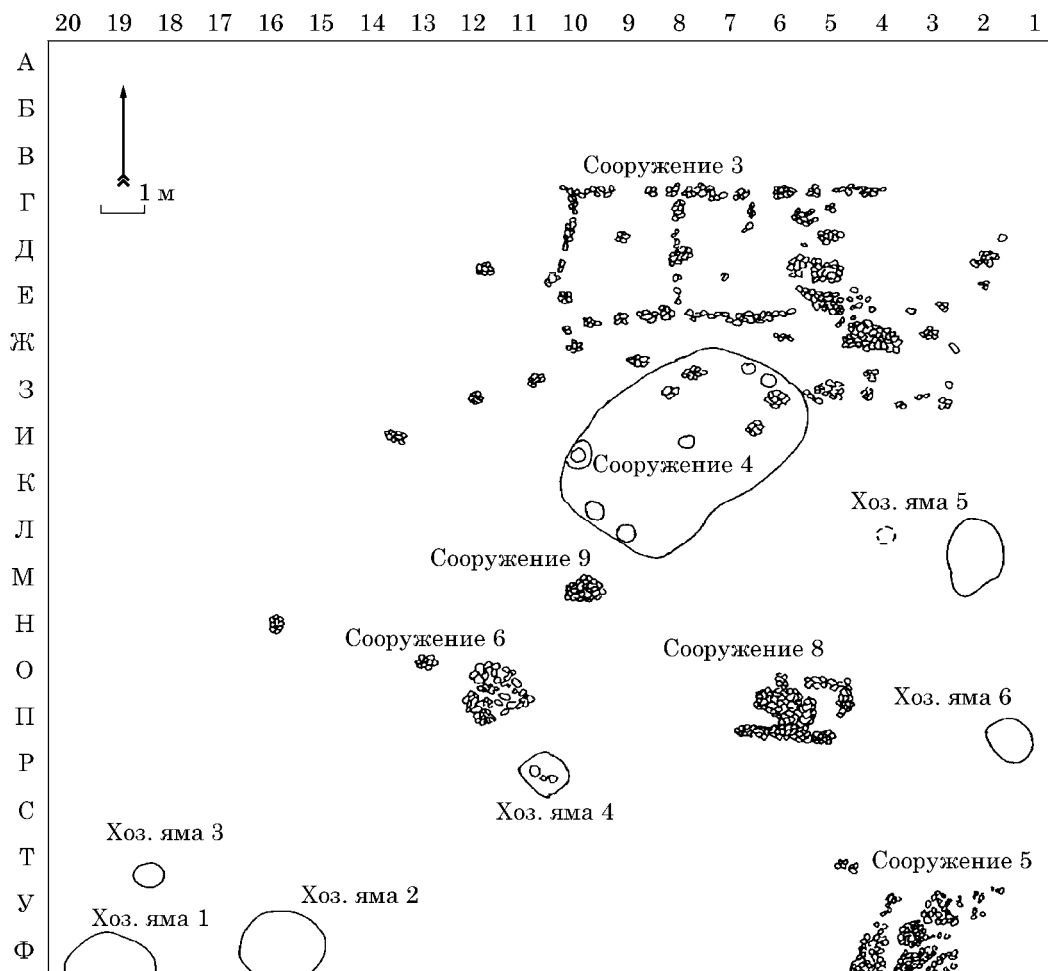 20 19 18 17 16 15 14 13 12 11 10 9 8 7 6 5 4 3 2 1
А
Б
В
Сооружение 3
1 м
Г
Д
Е
Ж
З
И
Сооружение 4
К
Хоз. яма 5
Л
Сооружение 9
М
Н
Сооружение 6
Сооружение 8
О
Хоз. яма 6
П
Р
С
Хоз. яма 4
Хоз. яма 3
Т
Сооружение 5
Хоз. яма 2
У
Хоз. яма 1
Ф